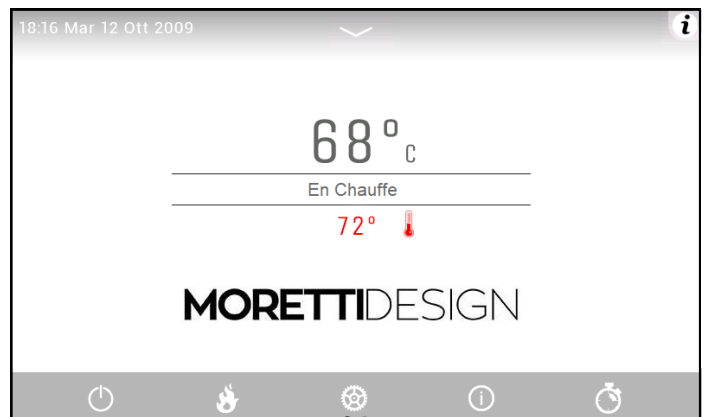 18:16 Mar 12 Ott 2009
i
68° C
En Chauffe
72°
MORETTIDESIGN
i